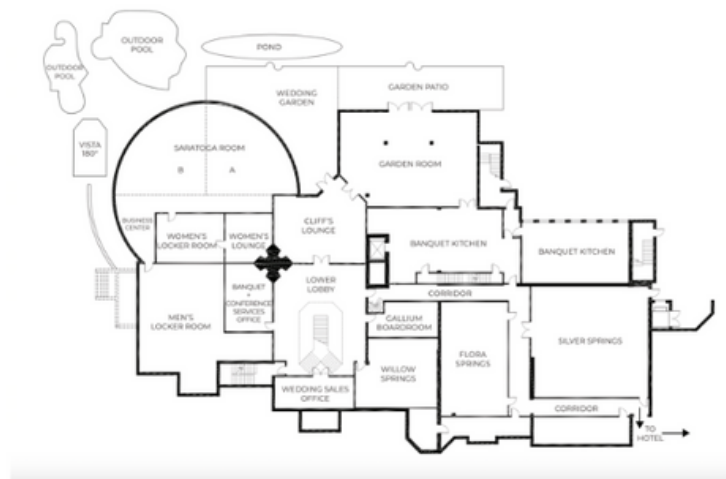 OUTDOOR
POOL
OUTDOOR
POOL
POND
WEDDING
GARDEN
GARDEN PATIO
VISTA
180°
SARATOGA ROOM
B
A
GARDEN ROOM
BUSINESS
CENTER
WOMEN'S
LOCKER ROOM
WOMEN'S
LOUNGE
CLIFF'S
LOUNGE
BANQUET KITCHEN
BANQUET KITCHEN
MEN'S
LOCKER ROOM
BANQUET
+
CONFERENCE
SERVICES
OFFICE
LOWER
LOBBY
CORRIDOR
GALLIUM
BOARDROOM
WILLOW
SPRINGS
FLORA
SPRINGS
SILVER SPRINGS
WEDDING SALES
OFFICE
CORRIDOR
TO
HOTEL